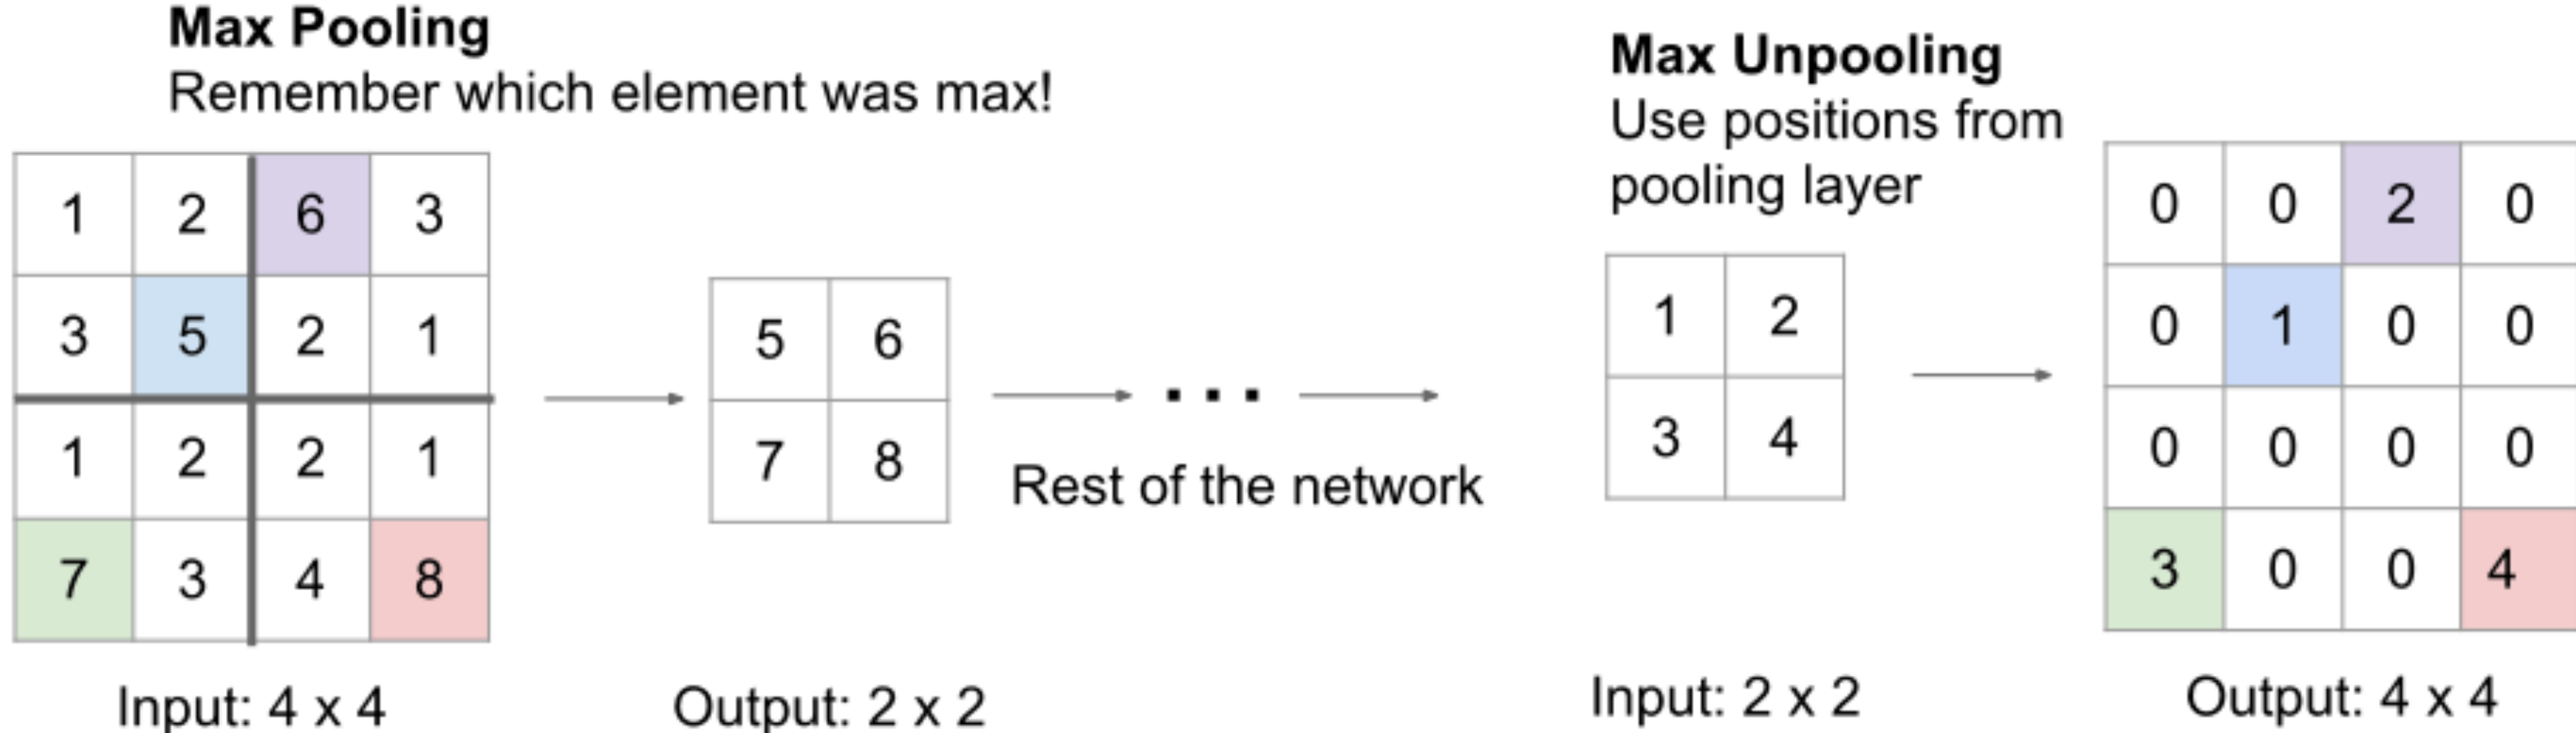 Max Pooling
Remember which element was max!
1 2 6 3
3 5 2 1
1 2 2 1
7 3 4 8
Input: 4 x 4
5 6
7 8
Output: 2 x 2
. . .
Rest of the network
Max Unpooling
Use positions from
pooling layer
1 2
3 4
Input: 2 x 2
0 0 2 0
0 1 0 0
0 0 0 0
3 0 0 4
Output: 4 x 4